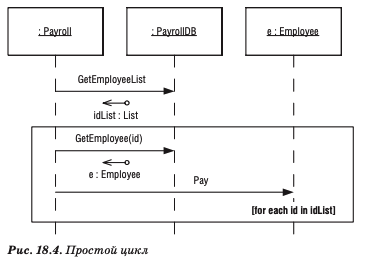 : Payroll
: PayrollDB
e : Employee
GetEmployeeList
idList : List
GetEmployee(id)
e : Employee
Pay
[for each id in idList]
Рис. 18.4. Простой цикл